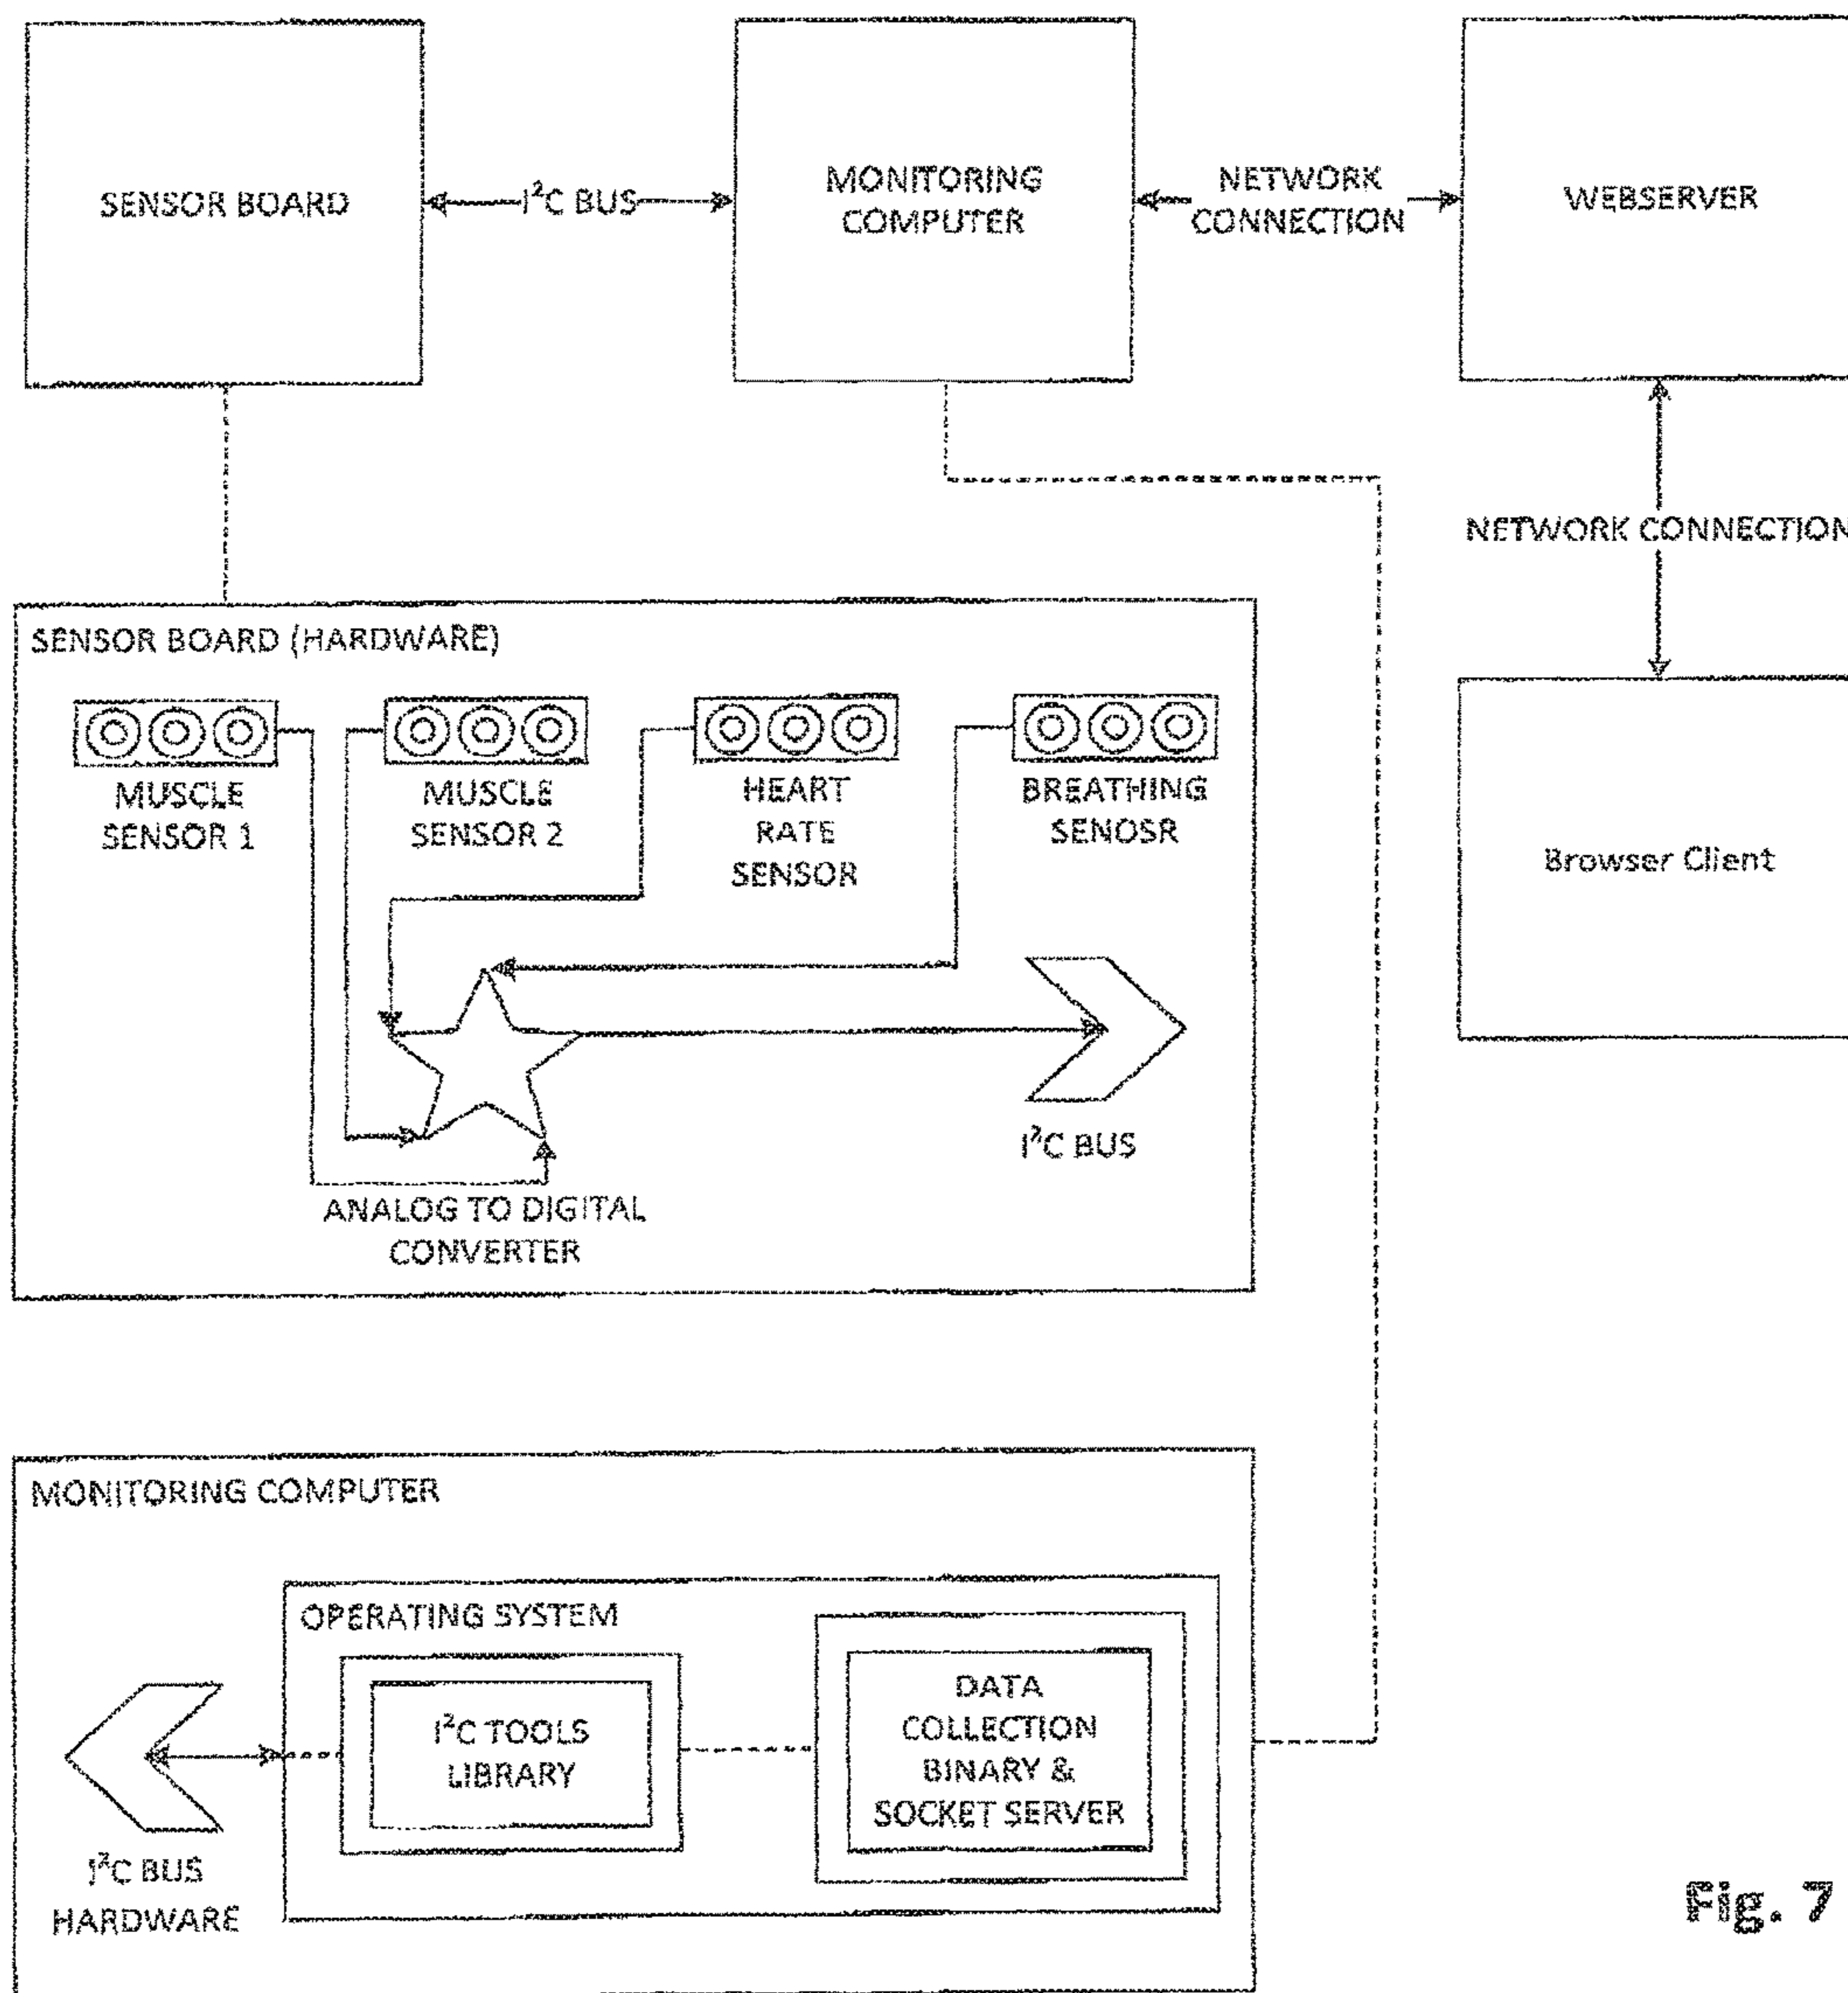 SENSOR BOARD
I²C BUS
MONITORING
COMPUTER
NETWORK
CONNECTION
WEBSERVER
NETWORK CONNECTION
SENSOR BOARD (HARDWARE)
MUSCLE
SENSOR 1
MUSCLE
SENSOR 2
HEART
RATE
SENSOR
BREATHING
SENOSR
Browser Client
I²C BUS
ANALOG TO DIGITAL
CONVERTER
MONITORING COMPUTER
OPERATING SYSTEM
I²C TOOLS
LIBRARY
DATA
COLLECTION
BINARY &
SOCKET SERVER
I²C BUS
HARDWARE
Fig. 7